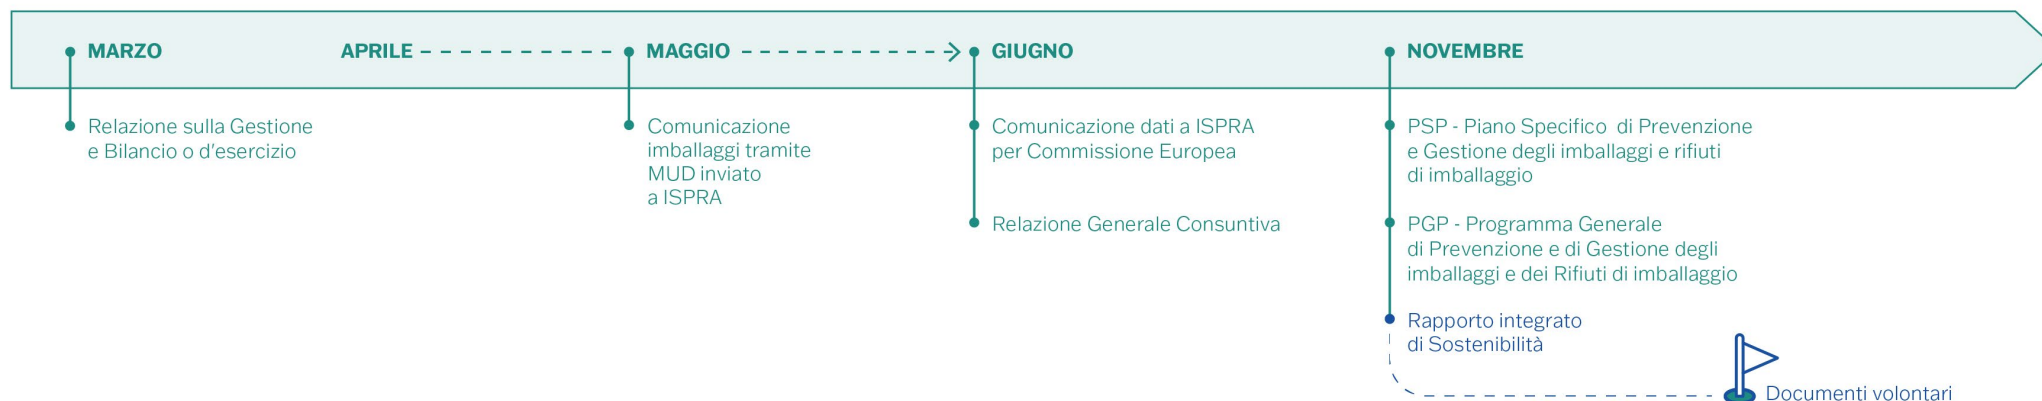 MARZO
APRILE
MAGGIO
GIUGNO
NOVEMBRE
Relazione sulla Gestione
e Bilancio o d'esercizio
Comunicazione
imballaggi tramite
MUD inviato
a ISPRA
Comunicazione dati a ISPRA
per Commissione Europea
Relazione Generale Consuntiva
PSP - Piano Specifico di Prevenzione
e Gestione degli imballaggi e rifiuti
di imballaggio
PGP - Programma Generale
di Prevenzione e di Gestione degli
imballaggi e dei Rifiuti di imballaggio
Rapporto integrato
di Sostenibilità
Documenti volontari